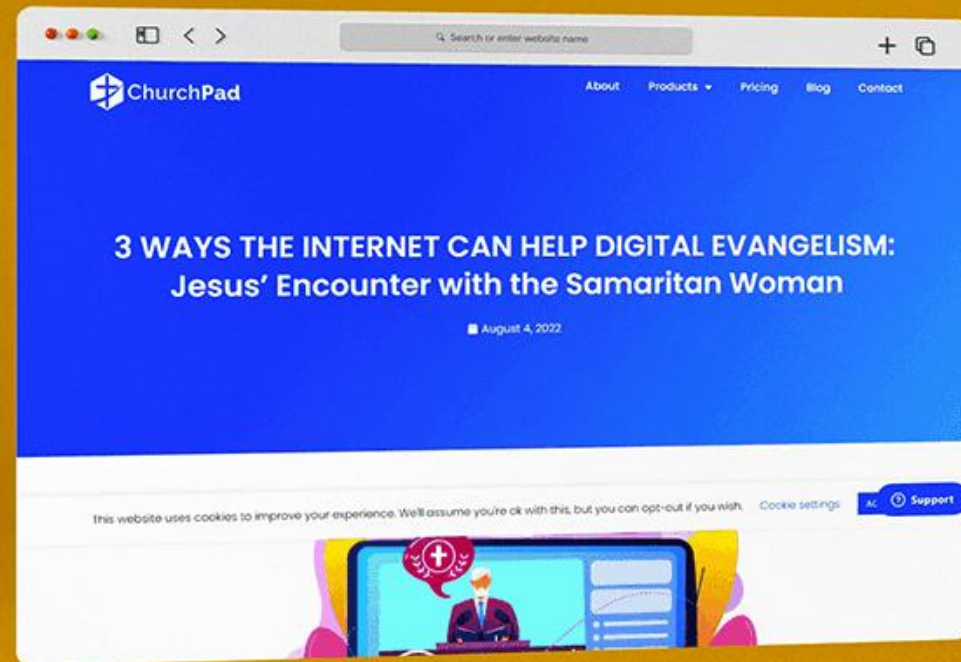 Search or enter website name
ChurchPad
About Products Pricing Blog Contact
3 WAYS THE INTERNET CAN HELP DIGITAL EVANGELISM:
Jesus’ Encounter with the Samaritan Woman
August 4, 2022
This website uses cookies to improve your experience. We'll assume you're ok with this, but you can opt-out if you wish. Cookie settings
Support